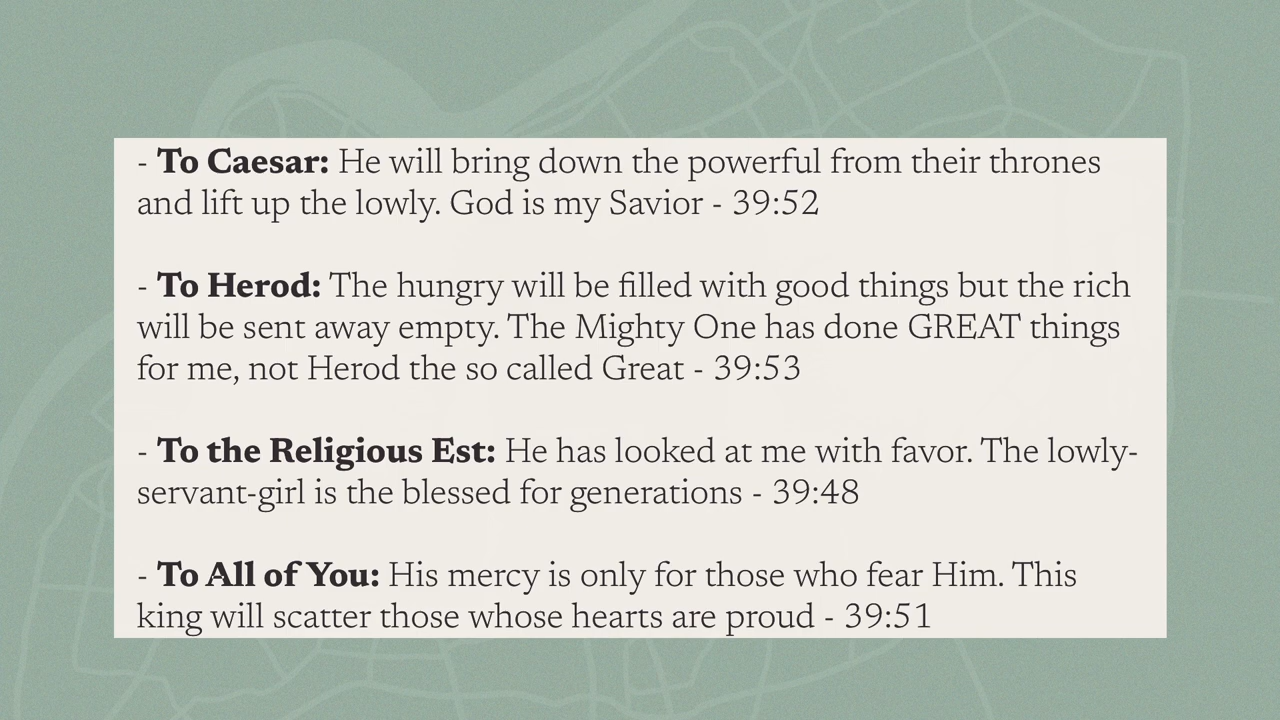 - To Caesar: He will bring down the powerful from their thrones
and lift up the lowly. God is my Savior - 39:52
- To Herod: The hungry will be filled with good things but the rich
will be sent away empty. The Mighty One has done GREAT things
for me, not Herod the so called Great - 39:53
- To the Religious Est: He has looked at me with favor. The lowly-
servant-girl is the blessed for generations - 39:48
- To All of You: His mercy is only for those who fear Him. This
king will scatter those whose hearts are proud - 39:51